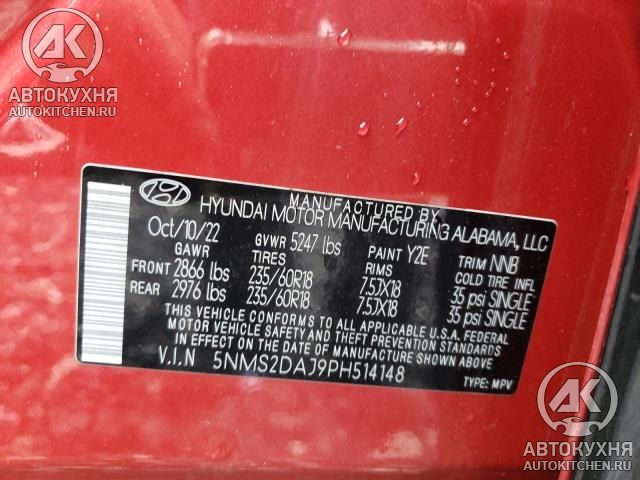 AK
АВТОКУХНЯ
AUTOKITCHEN.RU
MANUFACTURED BY
HYUNDAI MOTOR MANUFACTURING ALABAMA, LLC
Oct/10/22 GVWR 5247 lbs PAINT Y2E TRIM NNB
GAWR TIRES RIMS COLD TIRE INFL
FRONT 2866 lbs 235/60R18 7.5JX18 35 psi SINGLE
REAR 2976 lbs 235/60R18 7.5JX18 35 psi SINGLE
THIS VEHICLE CONFORMS TO ALL APPLICABLE U.S.A. FEDERAL
MOTOR VEHICLE SAFETY AND THEFT PREVENTION STANDARDS
IN EFFECT ON THE DATE OF MANUFACTURE SHOWN ABOVE
V.I.N 5NMS2DAJ9PH514148 TYPE: MPV
AK
АВТОКУХНЯ
AUTOKITCHEN.RU